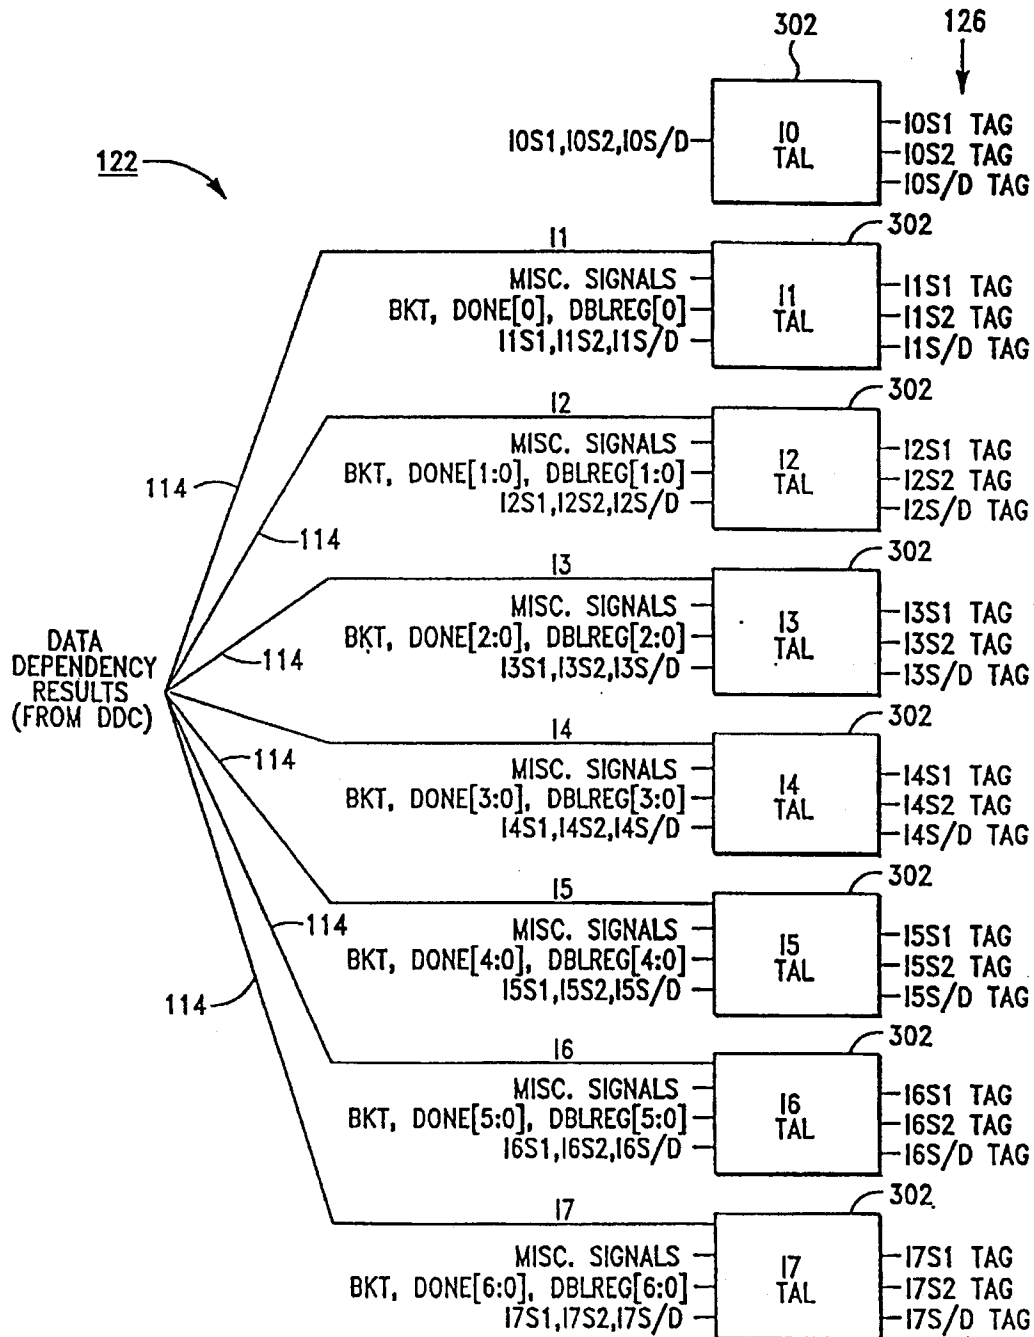 302 126
I0S1,I0S2,I0S/D
I0
TAL
I0S1 TAG
I0S2 TAG
I0S/D TAG
122
302
I1
MISC. SIGNALS
BKT, DONE[0], DBLREG[0]
I1S1,I1S2,I1S/D
I1
TAL
I1S1 TAG
I1S2 TAG
I1S/D TAG
302
I2
MISC. SIGNALS
BKT, DONE[1:0], DBLREG[1:0]
I2S1,I2S2,I2S/D
I2
TAL
I2S1 TAG
I2S2 TAG
I2S/D TAG
114
114
302
I3
MISC. SIGNALS
BKT, DONE[2:0], DBLREG[2:0]
I3S1,I3S2,I3S/D
I3
TAL
I3S1 TAG
I3S2 TAG
I3S/D TAG
114
DATA
DEPENDENCY
RESULTS
(FROM DDC)
302
I4
MISC. SIGNALS
BKT, DONE[3:0], DBLREG[3:0]
I4S1,I4S2,I4S/D
I4
TAL
I4S1 TAG
I4S2 TAG
I4S/D TAG
114
302
I5
MISC. SIGNALS
BKT, DONE[4:0], DBLREG[4:0]
I5S1,I5S2,I5S/D
I5
TAL
I5S1 TAG
I5S2 TAG
I5S/D TAG
114
114
302
I6
MISC. SIGNALS
BKT, DONE[5:0], DBLREG[5:0]
I6S1,I6S2,I6S/D
I6
TAL
I6S1 TAG
I6S2 TAG
I6S/D TAG
302
I7
MISC. SIGNALS
BKT, DONE[6:0], DBLREG[6:0]
I7S1,I7S2,I7S/D
I7
TAL
I7S1 TAG
I7S2 TAG
I7S/D TAG